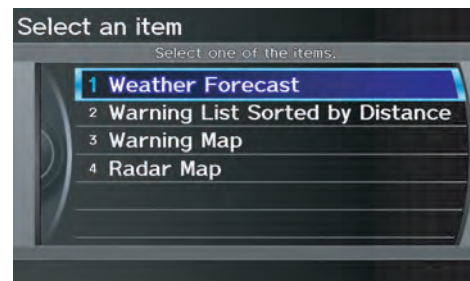 Select an item
Select one of the items.
1 Weather Forecast
2 Warning List Sorted by Distance
3 Warning Map
4 Radar Map